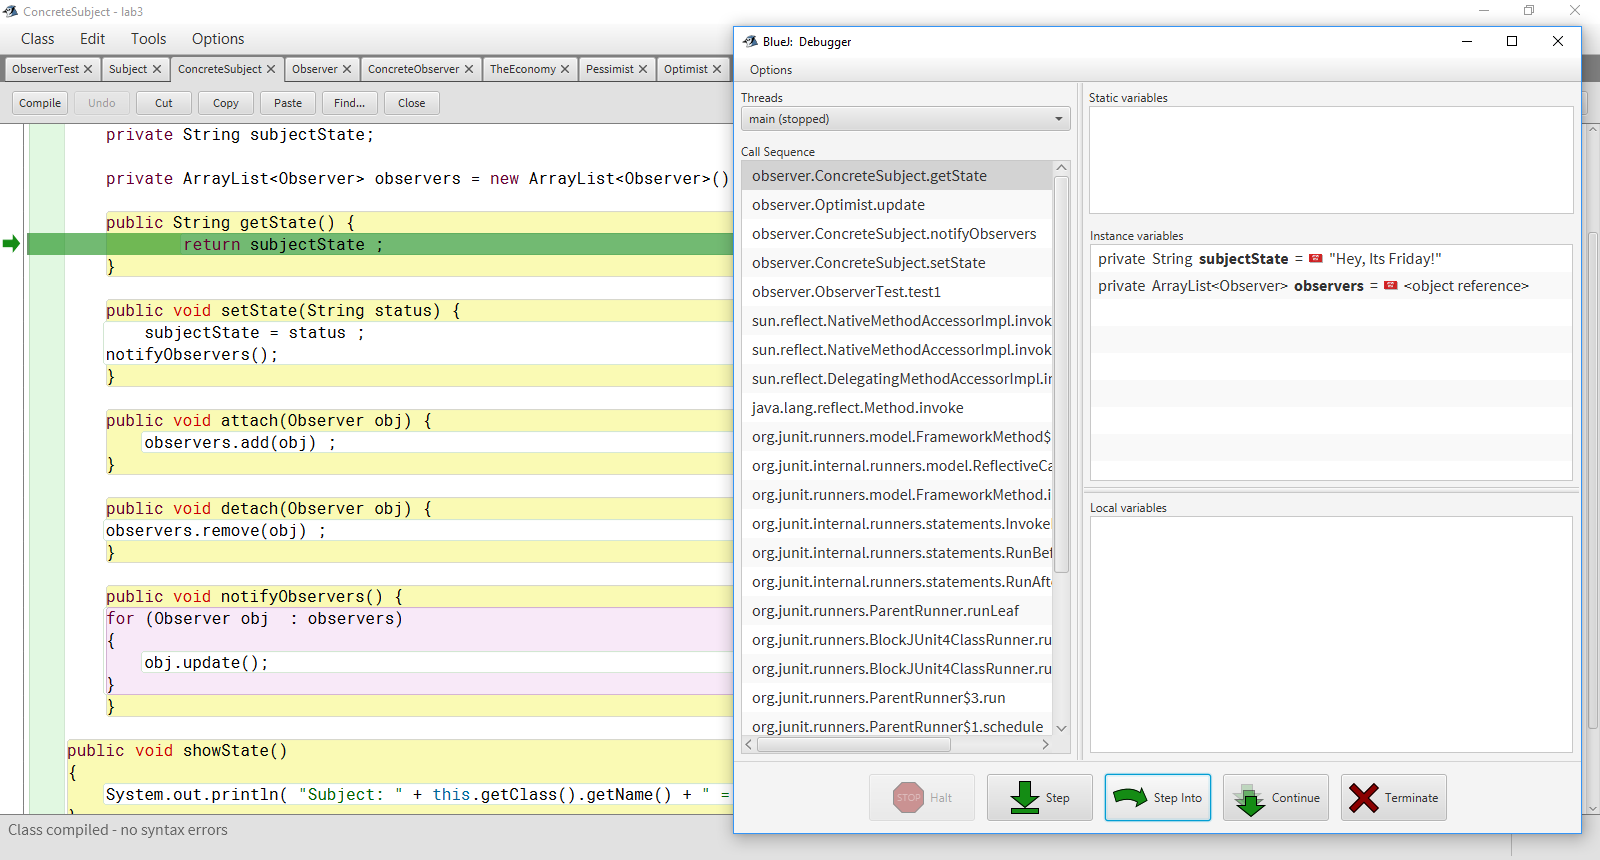 ConcreteSubject - lab3
Class Edit Tools Options
ObserverTest Subject ConcreteSubject Observer ConcreteObserver TheEconomy Pessimist Optimist
Compile Undo Cut Copy Paste Find... Close
private String subjectState;
private ArrayList<Observer> observers = new ArrayList<Observer>()
public String getState() {
return subjectState ;
}
public void setState(String status) {
subjectState = status ;
notifyObservers();
}
public void attach(Observer obj) {
observers.add(obj) ;
}
public void detach(Observer obj) {
observers.remove(obj) ;
}
public void notifyObservers() {
for (Observer obj  : observers)
{
obj.update();
}
}
public void showState()
{
System.out.println( "Subject: " + this.getClass().getName() + " =
Class compiled - no syntax errors
BlueJ: Debugger
Options
Threads
main (stopped)
Call Sequence
observer.ConcreteSubject.getState
observer.Optimist.update
observer.ConcreteSubject.notifyObservers
observer.ConcreteSubject.setState
observer.ObserverTest.test1
sun.reflect.NativeMethodAccessorImpl.invok
sun.reflect.NativeMethodAccessorImpl.invok
sun.reflect.DelegatingMethodAccessorImpl.in
java.lang.reflect.Method.invoke
org.junit.runners.model.FrameworkMethod$
org.junit.internal.runners.model.ReflectiveCa
org.junit.runners.model.FrameworkMethod.i
org.junit.internal.runners.statements.Invoke
org.junit.internal.runners.statements.RunBef
org.junit.internal.runners.statements.RunAft
org.junit.runners.ParentRunner.runLeaf
org.junit.runners.BlockJUnit4ClassRunner.ru
org.junit.runners.BlockJUnit4ClassRunner.ru
org.junit.runners.ParentRunner$3.run
org.junit.runners.ParentRunner$1.schedule
Static variables
Instance variables
private String subjectState = "Hey, Its Friday!"
private ArrayList<Observer> observers = <object reference>
Local variables
STOP Halt Step Step Into Continue Terminate